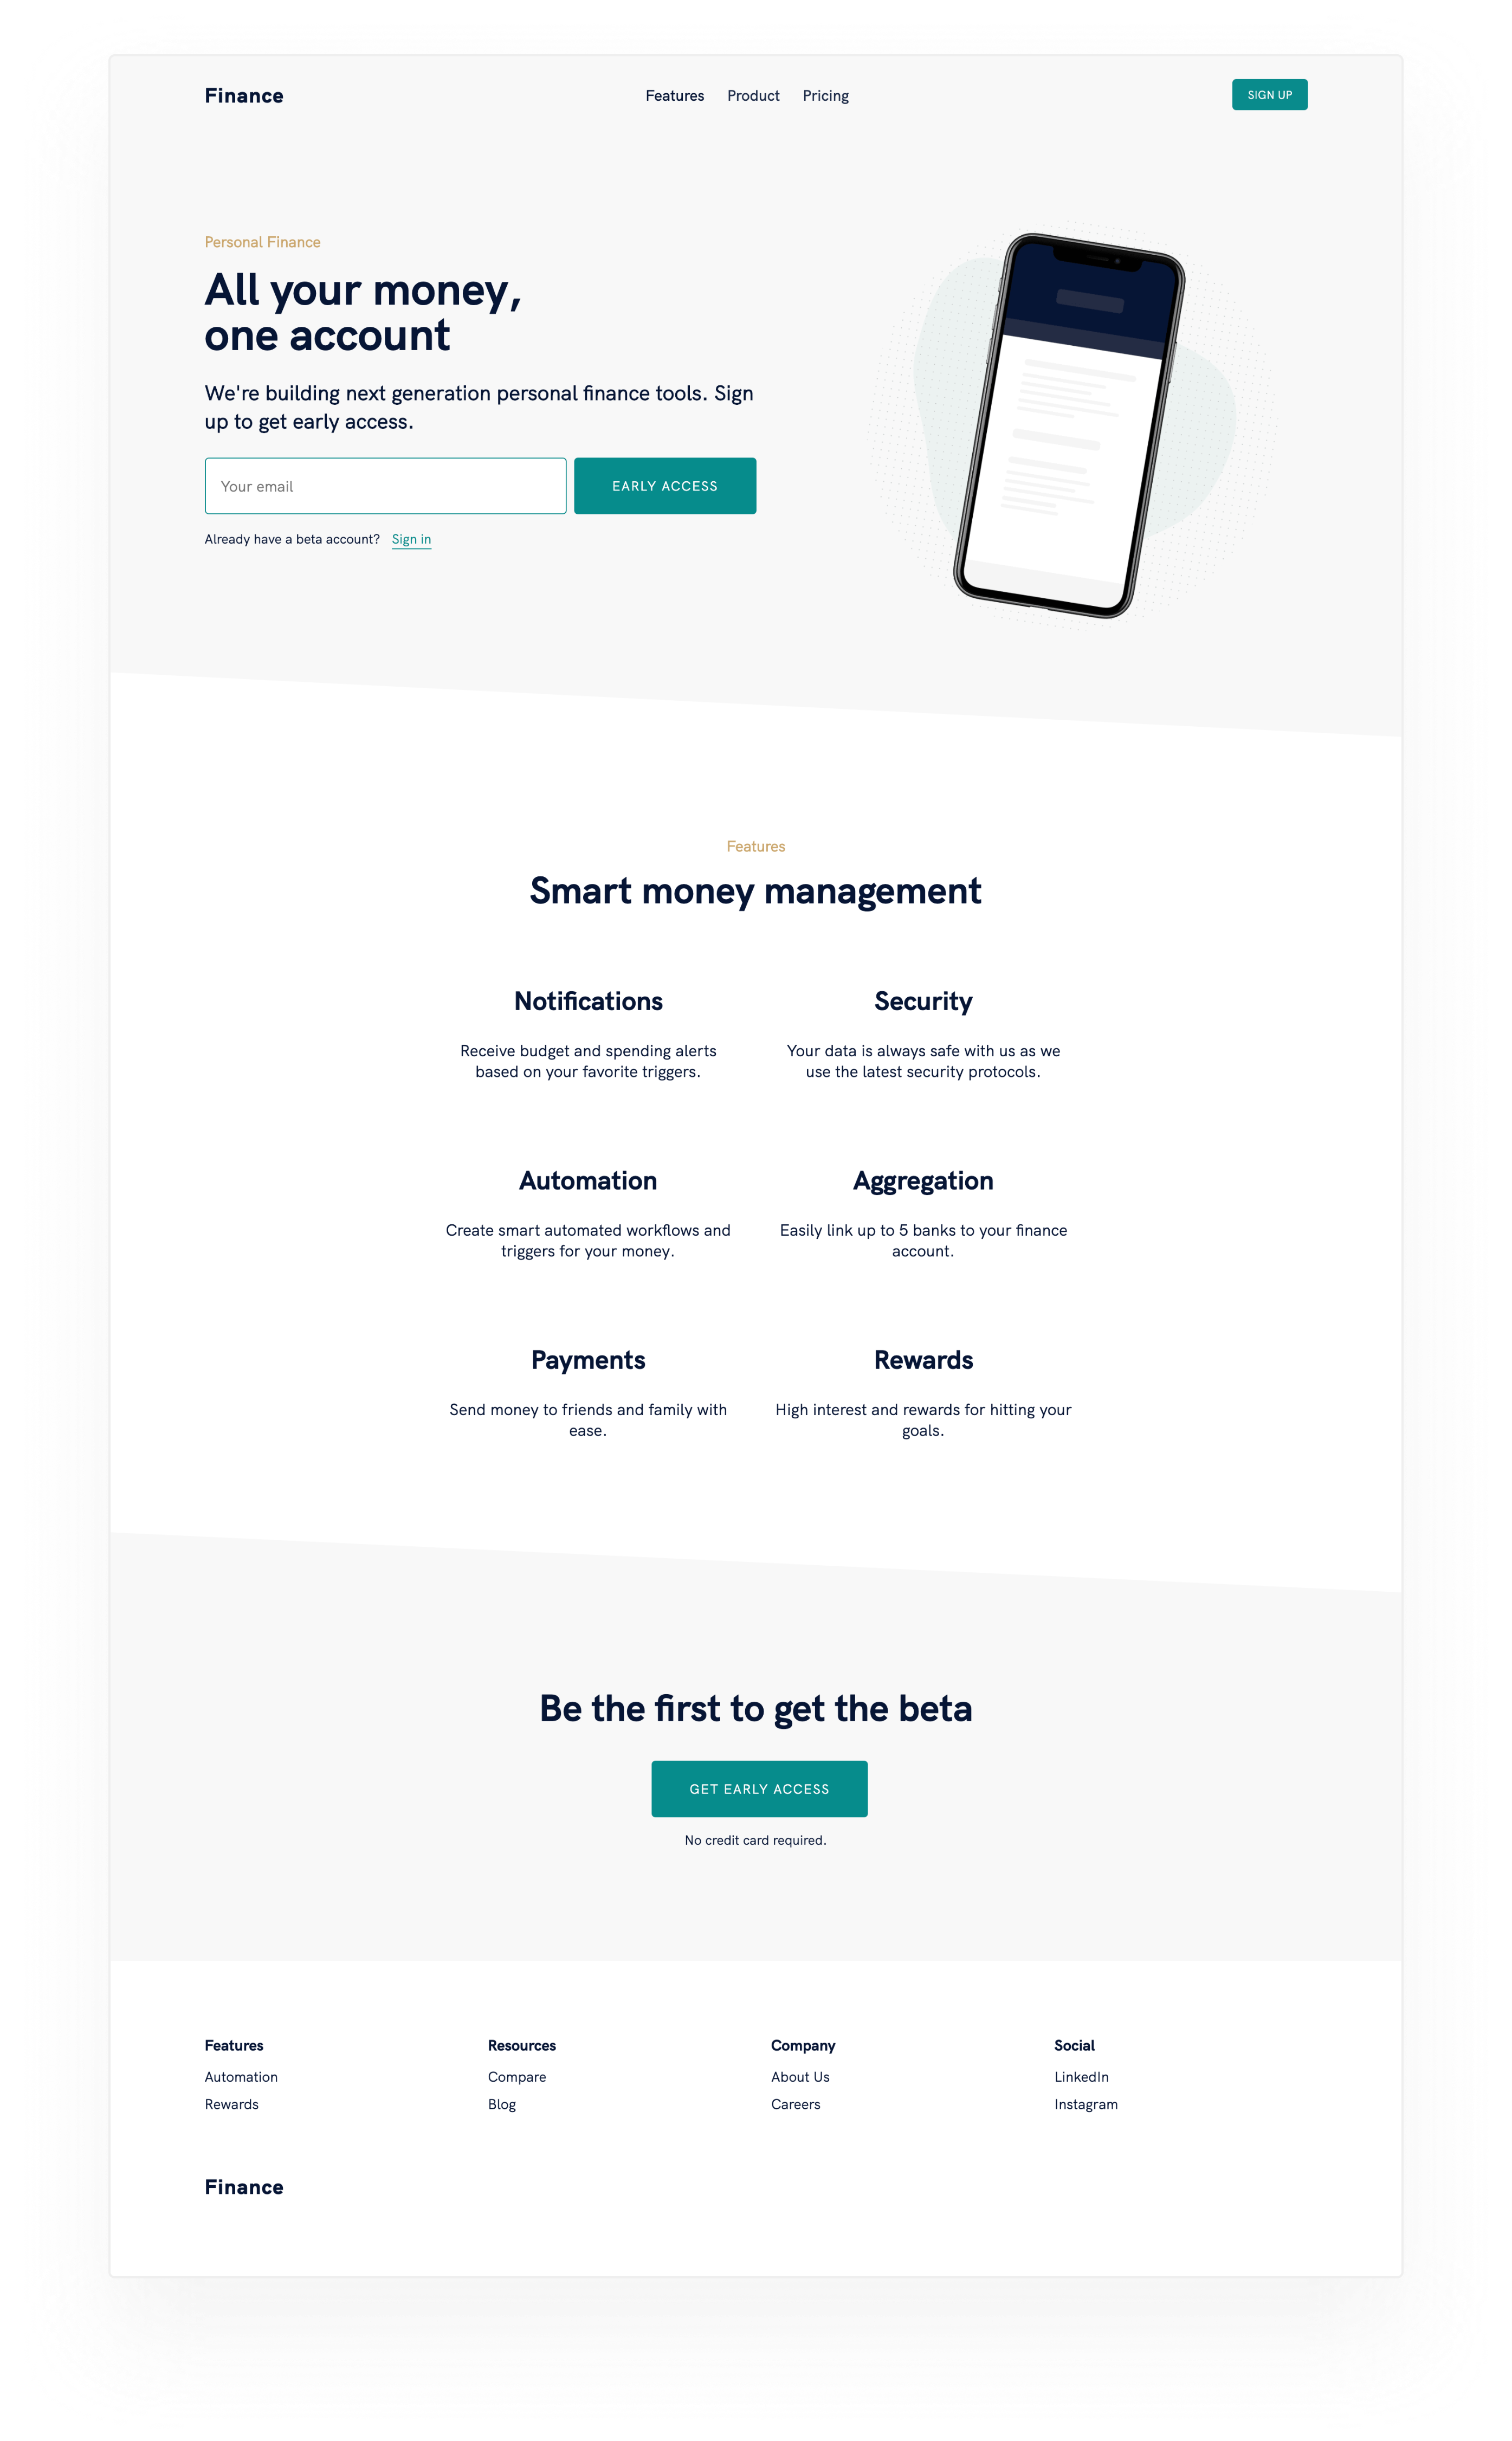 Finance
Features Product Pricing
SIGN UP
Personal Finance
All your money,
one account
We're building next generation personal finance tools. Sign
up to get early access.
Your email
EARLY ACCESS
Already have a beta account? Sign in
Features
Smart money management
Notifications
Receive budget and spending alerts
based on your favorite triggers.
Security
Your data is always safe with us as we
use the latest security protocols.
Automation
Create smart automated workflows and
triggers for your money.
Aggregation
Easily link up to 5 banks to your finance
account.
Payments
Send money to friends and family with
ease.
Rewards
High interest and rewards for hitting your
goals.
Be the first to get the beta
GET EARLY ACCESS
No credit card required.
Features
Automation
Rewards
Resources
Compare
Blog
Company
About Us
Careers
Social
LinkedIn
Instagram
Finance